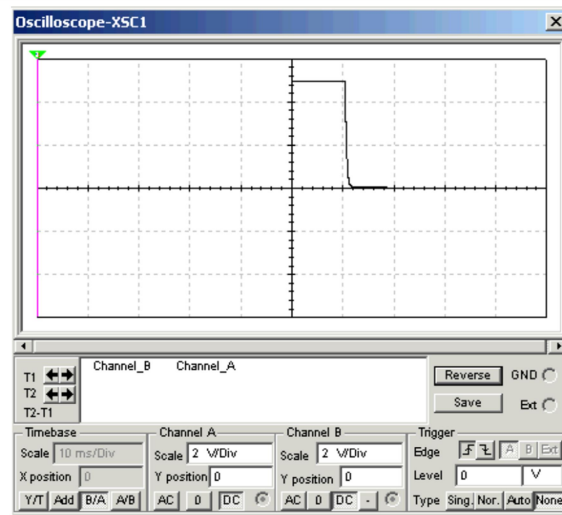 Oscilloscope-XSC1
T1
T2
T2-T1
Channel_B Channel_A
Reverse
Save
GND
Ext
Timebase
Scale 10 ms/Div
X position 0
Y/T Add B/A A/B
Channel A
Scale 2 V/Div
Y position 0
AC 0 DC
Channel B
Scale 2 V/Div
Y position 0
AC 0 DC -
Trigger
Edge A B Ext
Level 0 V
Type Sing. Nor. Auto None